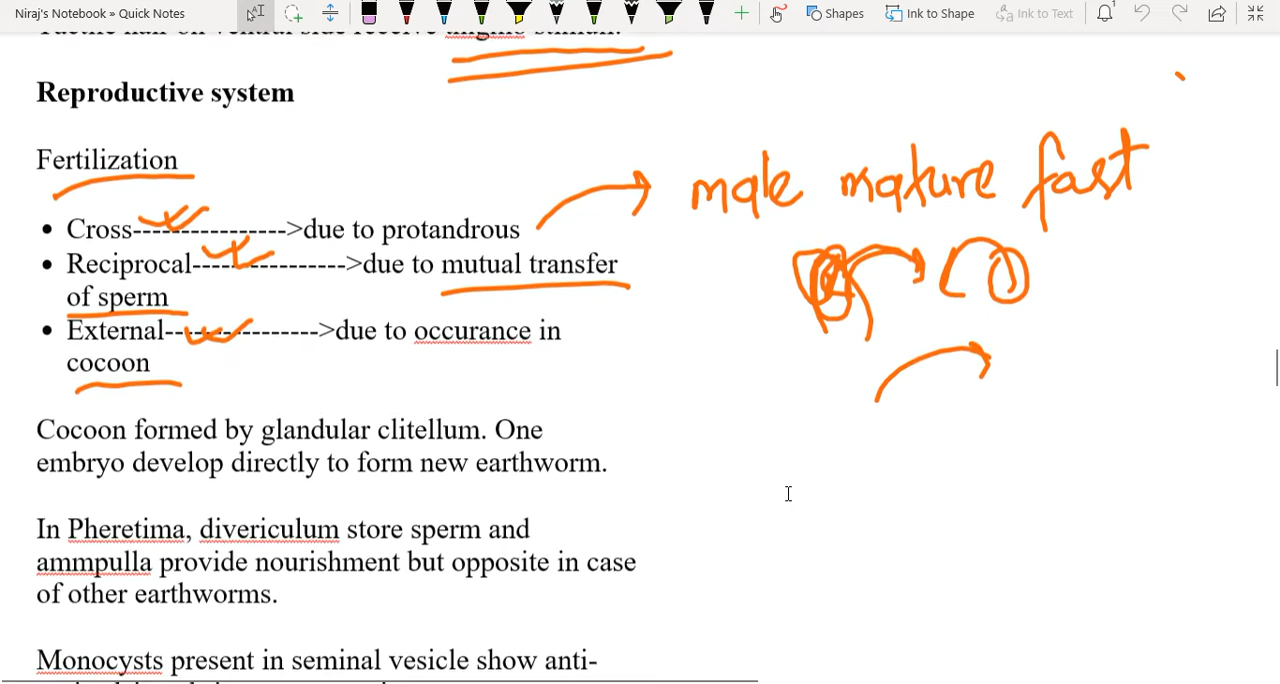 Niraj's Notebook » Quick Notes
Shapes
Ink to Shape
Ink to Text
Reproductive system
Fertilization
male mature fast
• Cross----------------->due to protandrous
• Reciprocal------------------>due to mutual transfer
of sperm
• External------------------>due to occurance in
cocoon
Cocoon formed by glandular clitellum. One
embryo develop directly to form new earthworm.
In Pheretima, divericulum store sperm and
ammpulla provide nourishment but opposite in case
of other earthworms.
Monocysts present in seminal vesicle show anti-